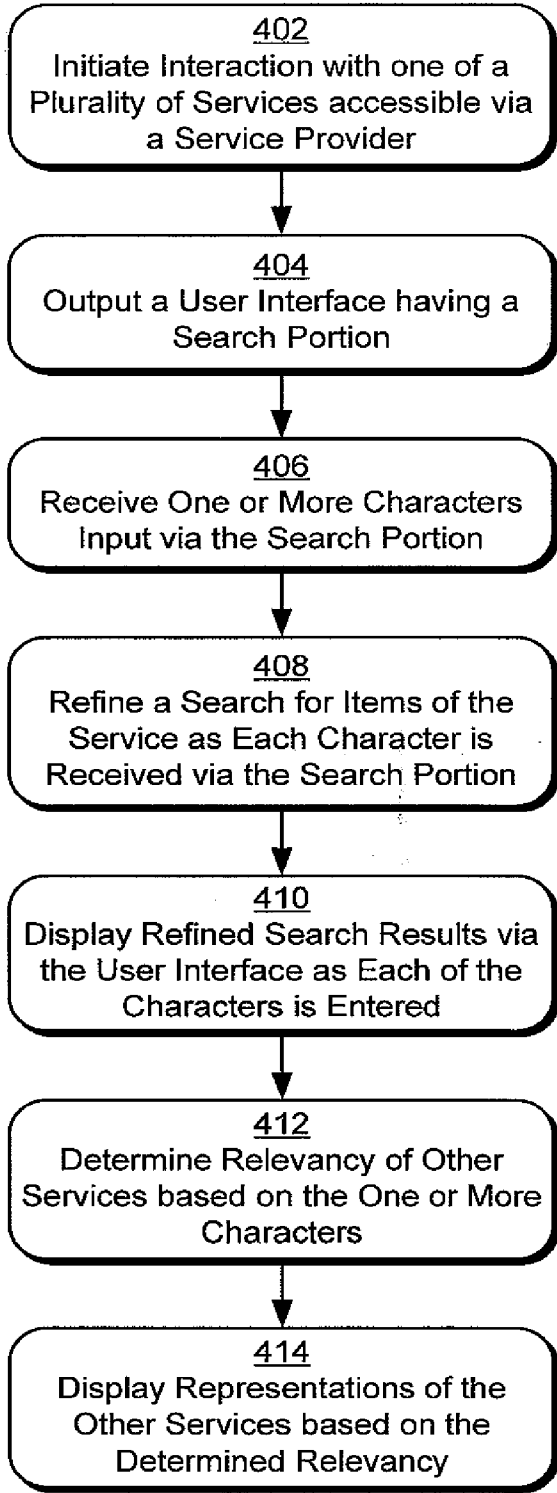 402
Initiate Interaction with one of a
Plurality of Services accessible via
a Service Provider
404
Output a User Interface having a
Search Portion
406
Receive One or More Characters
Input via the Search Portion
408
Refine a Search for Items of the
Service as Each Character is
Received via the Search Portion
410
Display Refined Search Results via
the User Interface as Each of the
Characters is Entered
412
Determine Relevancy of Other
Services based on the One or More
Characters
414
Display Representations of the
Other Services based on the
Determined Relevancy